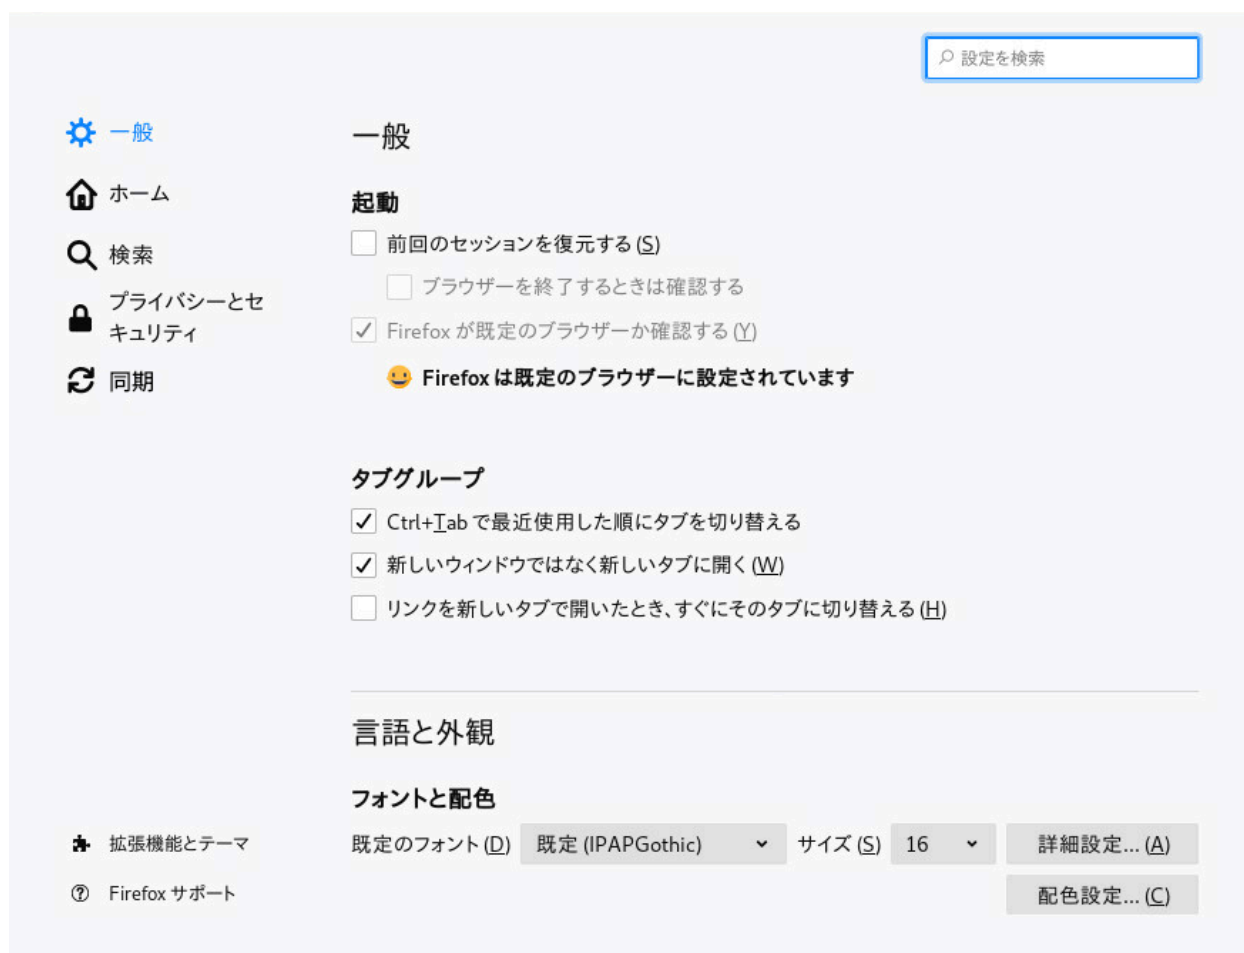 設定を検索
一般
ホーム
検索
プライバシーとセ
キュリティ
同期
一般
起動
前回のセッションを復元する (S)
ブラウザーを終了するときは確認する
Firefox が既定のブラウザーか確認する (Y)
Firefox は既定のブラウザーに設定されています
タブグループ
Ctrl+Tab で最近使用した順にタブを切り替える
新しいウィンドウではなく新しいタブに開く (W)
リンクを新しいタブで開いたとき、すぐにそのタブに切り替える (H)
言語と外観
フォントと配色
既定のフォント (D) 既定 (IPAPGothic) サイズ (S) 16 詳細設定... (A)
配色設定... (C)
拡張機能とテーマ
Firefox サポート